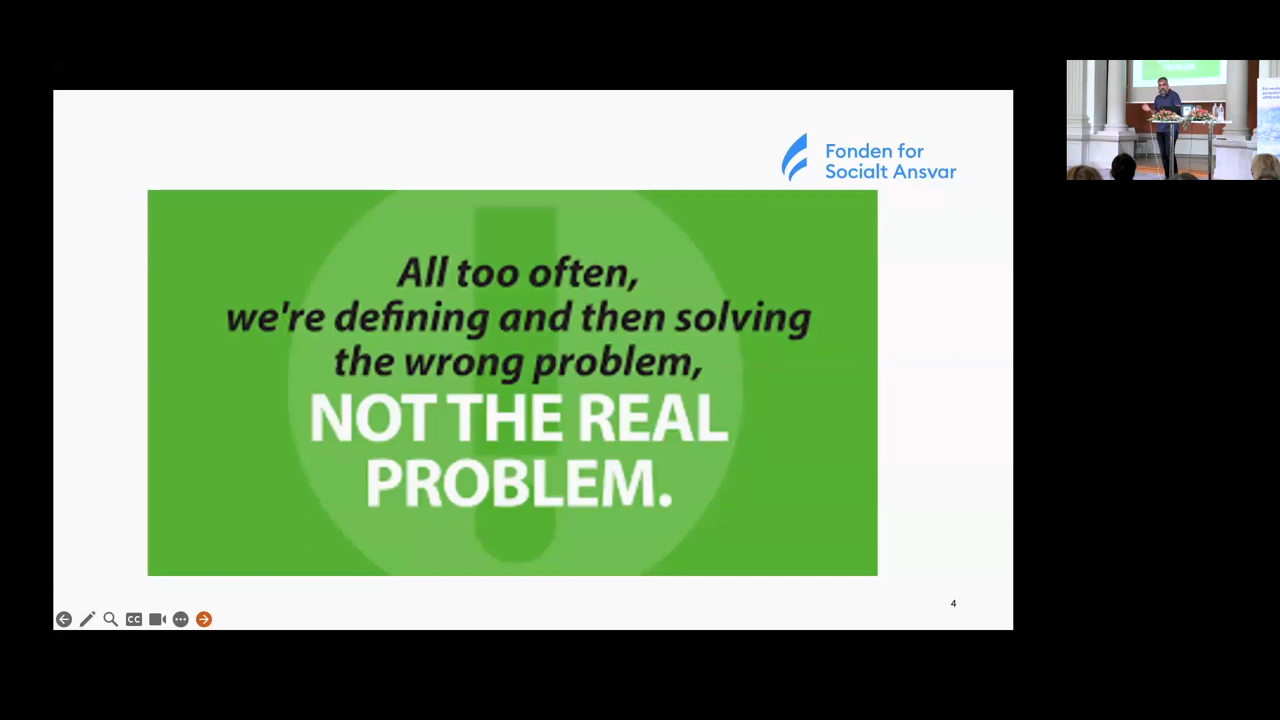 Fonden for
Socialt Ansvar
All too often,
we're defining and then solving
the wrong problem,
NOT THE REAL
PROBLEM.
4
CC